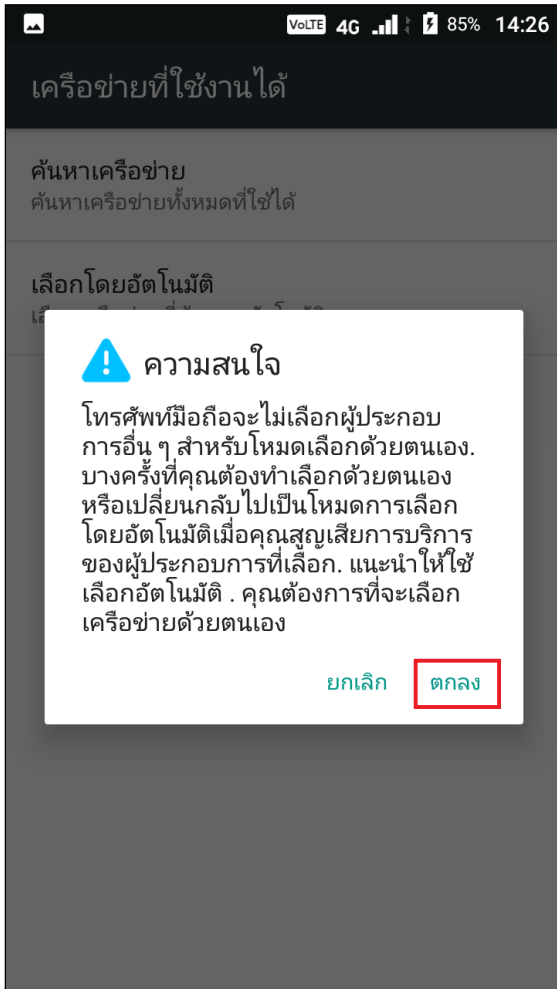 VoLTE 4G 85% 14:26
เครือข่ายที่ใช้งานได้
ค้นหาเครือข่าย
ค้นหาเครือข่ายทั้งหมดที่ใช้ได้
เลือกโดยอัตโนมัติ
ความสนใจ
โทรศัพท์มือถือจะไม่เลือกผู้ประกอบ
การอื่น ๆ สำหรับโหมดเลือกด้วยตนเอง.
บางครั้งที่คุณต้องทำเลือกด้วยตนเอง
หรือเปลี่ยนกลับไปเป็นโหมดการเลือก
โดยอัตโนมัติเมื่อคุณสูญเสียการบริการ
ของผู้ประกอบการที่เลือก. แนะนำให้ใช้
เลือกอัตโนมัติ . คุณต้องการที่จะเลือก
เครือข่ายด้วยตนเอง
ยกเลิก ตกลง